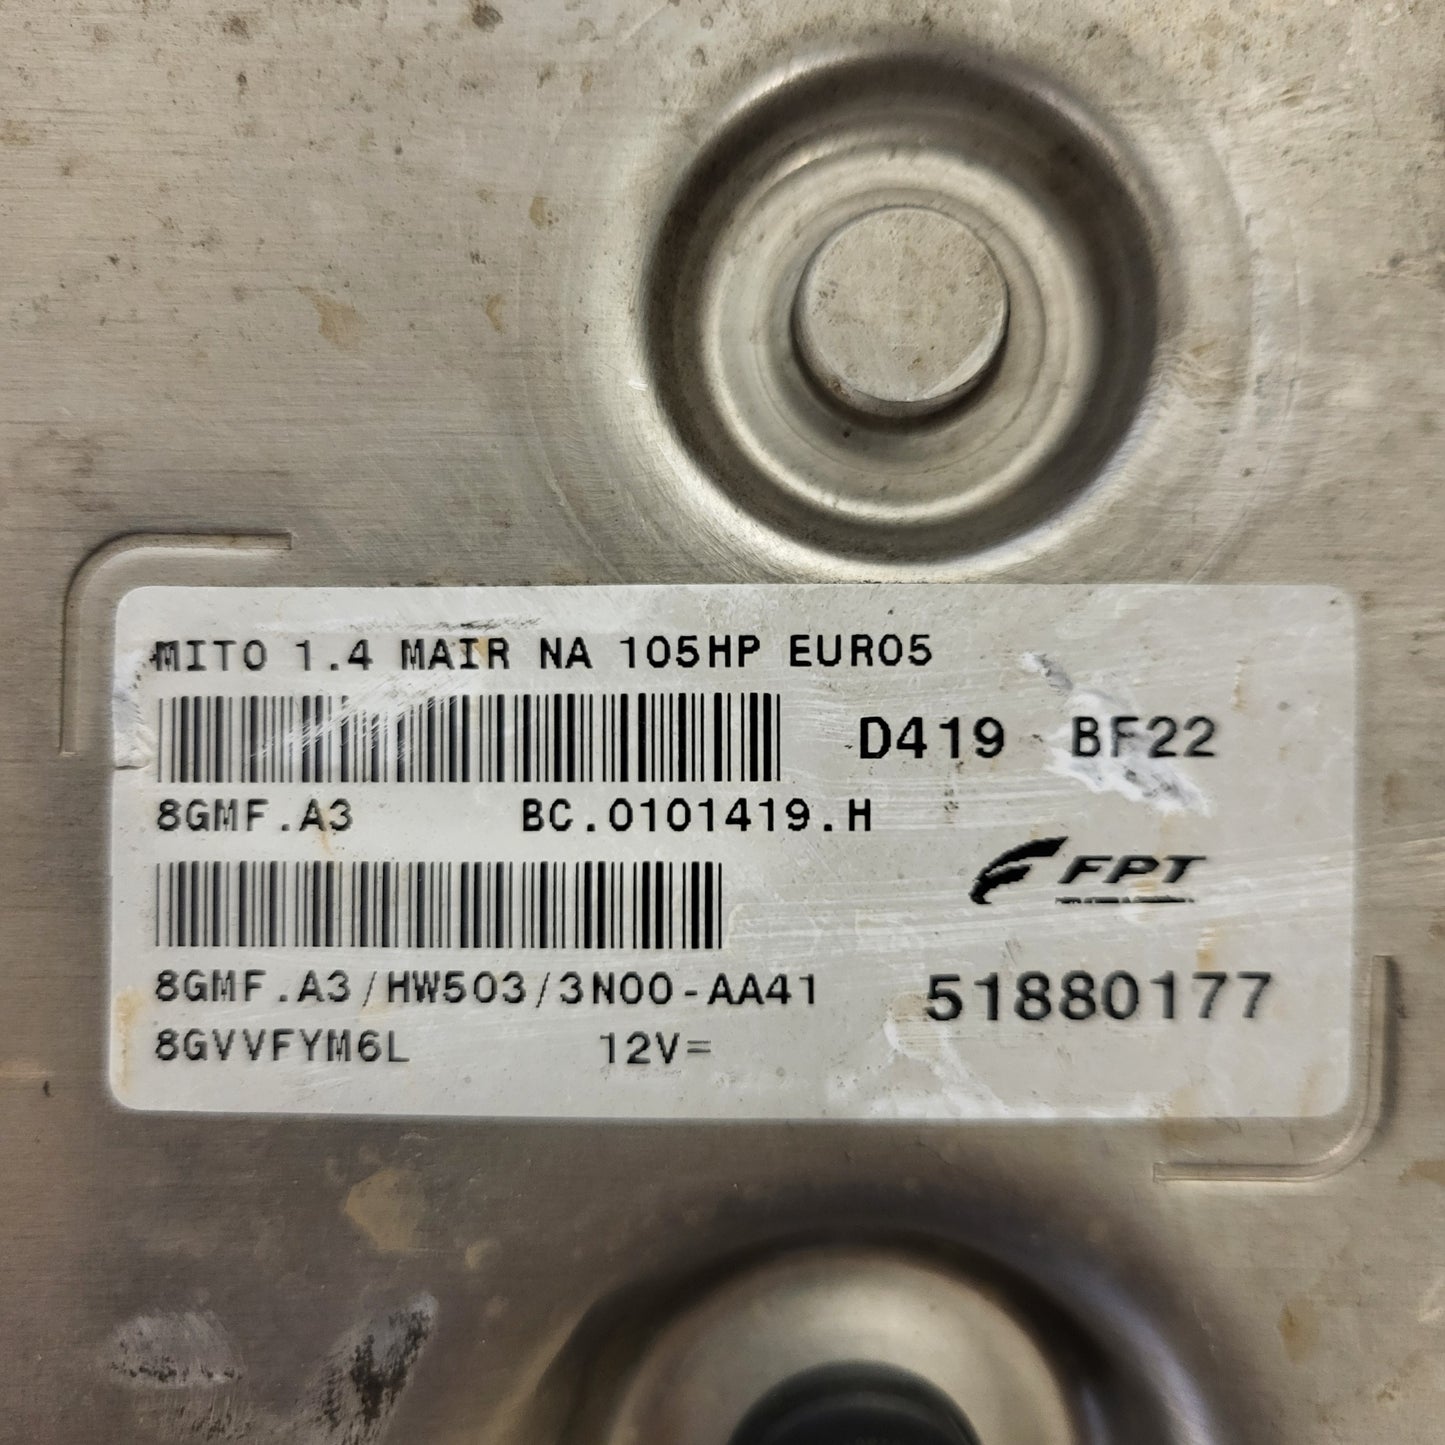 MITO 1.4 MAIR NA 105HP EURO5
D419 BF22
8GMF.A3 BC.0101419.H
FPT
8GMF.A3/HW503/3N00-AA41 51880177
8GVVFYM6L 12V=